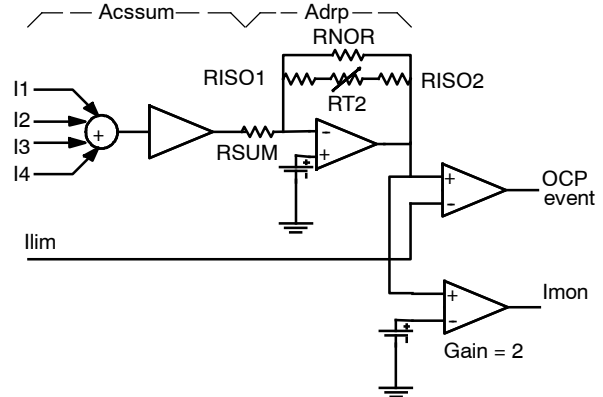 Acssum
Adrp
RNOR
RISO1
RISO2
RT2
I1
I2
I3
I4
+
RSUM
-
+
+
Ilim
+
-
OCP
event
+
-
Imon
+
Gain = 2